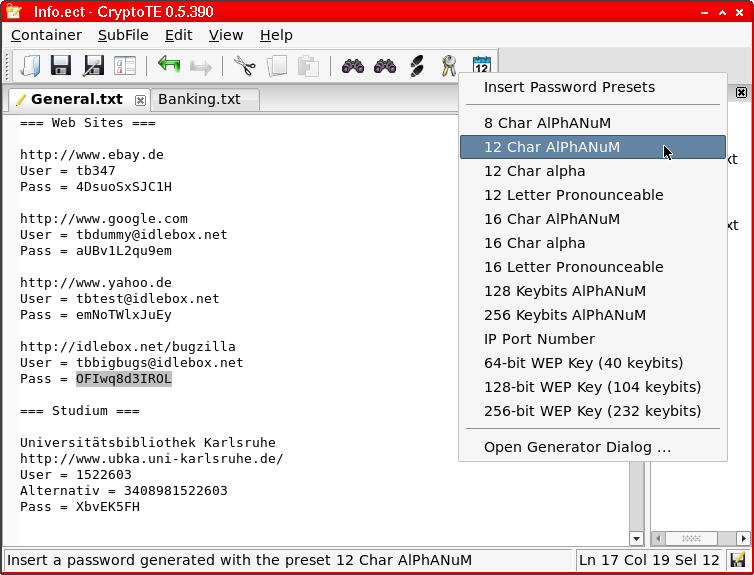 Info.ect - CryptoTE 0.5.390
Container SubFile Edit View Help
12
General.txt Banking.txt
=== Web Sites ===
http://www.ebay.de
User = tb347
Pass = 4DsuoSxSJC1H
http://www.google.com
User = tbdummy@idlebox.net
Pass = aUBv1L2qu9em
http://www.yahoo.de
User = tbtest@idlebox.net
Pass = emNoTWlxJuEy
http://idlebox.net/bugzilla
User = tbbigbugs@idlebox.net
Pass = OFIwq8d3IROL
=== Studium ===
Universitätsbibliothek Karlsruhe
http://www.ubka.uni-karlsruhe.de/
User = 1522603
Alternativ = 3408981522603
Pass = XbvEK5FH
Insert Password Presets
8 Char AlPhANuM
12 Char AlPhANuM
12 Char alpha
12 Letter Pronounceable
16 Char AlPhANuM
16 Char alpha
16 Letter Pronounceable
128 Keybits AlPhANuM
256 Keybits AlPhANuM
IP Port Number
64-bit WEP Key (40 keybits)
128-bit WEP Key (104 keybits)
256-bit WEP Key (232 keybits)
Open Generator Dialog ...
xt
xt
Insert a password generated with the preset 12 Char AlPhANuM
Ln 17 Col 19 Sel 12